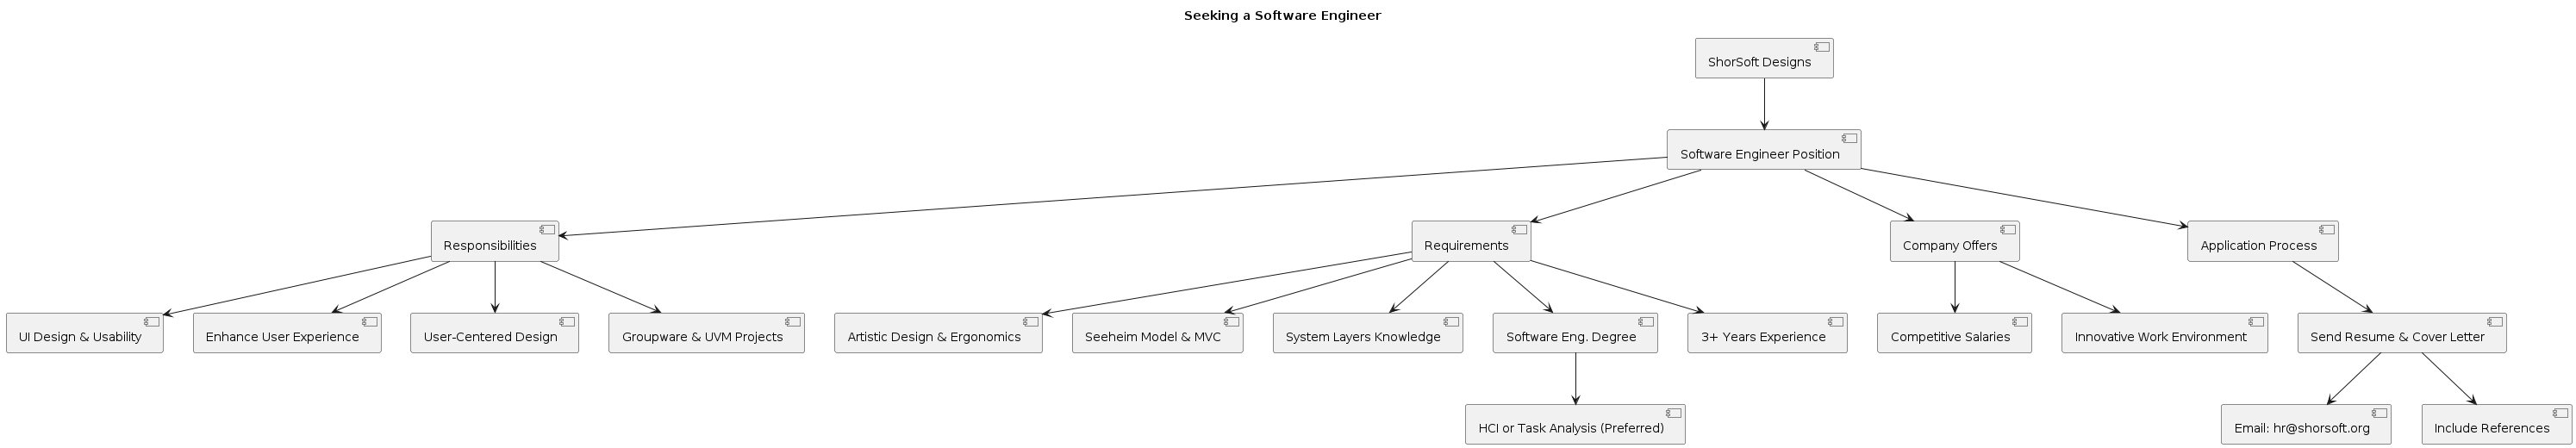 Seeking a Software Engineer
ShorSoft Designs
Software Engineer Position
Responsibilities
Requirements
Company Offers
Application Process
UI Design & Usability
Enhance User Experience
User-Centered Design
Groupware & UVM Projects
Artistic Design & Ergonomics
Seeheim Model & MVC
System Layers Knowledge
Software Eng. Degree
3+ Years Experience
Competitive Salaries
Innovative Work Environment
Send Resume & Cover Letter
HCI or Task Analysis (Preferred)
Email: hr@shorsoft.org
Include References